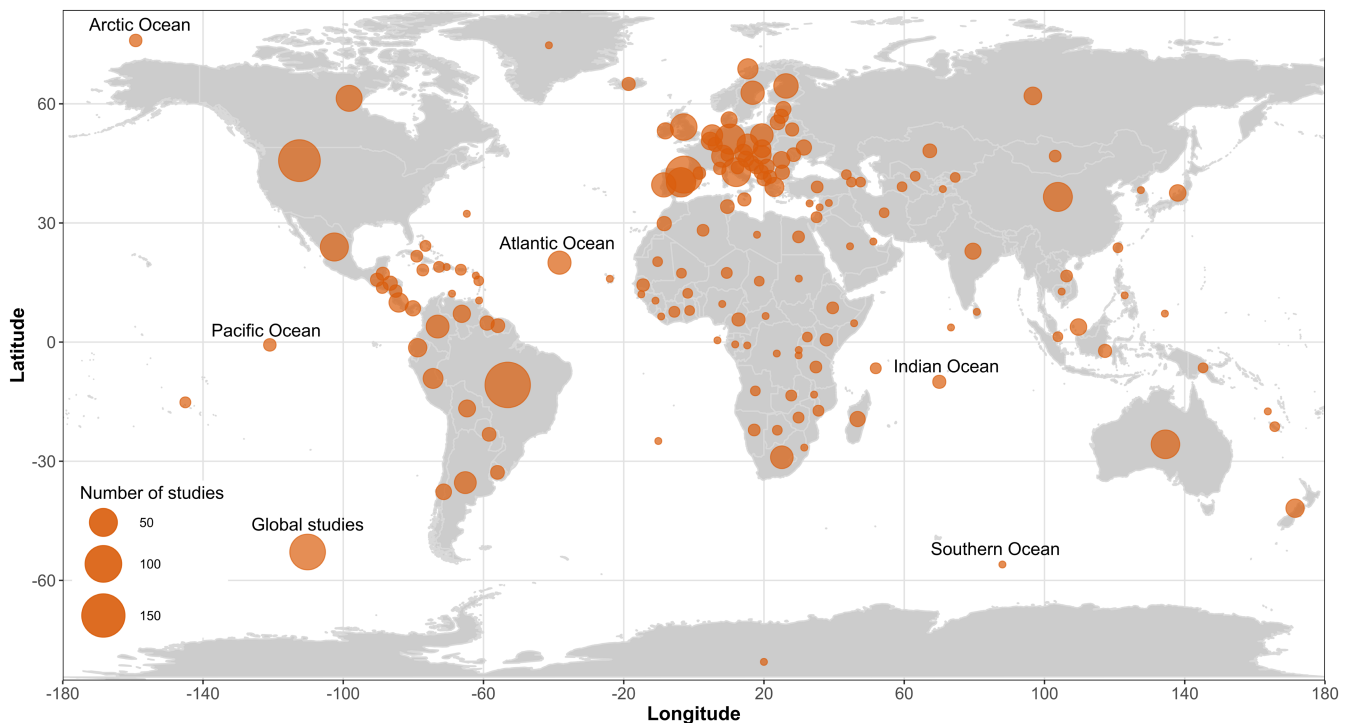 Arctic Ocean
60
30
Atlantic Ocean
Pacific Ocean
Latitude
0
Indian Ocean
-30
Number of studies
50
100
150
Global studies
Southern Ocean
-60
-180
-140
-100
-60
-20
20
60
100
140
180
Longitude